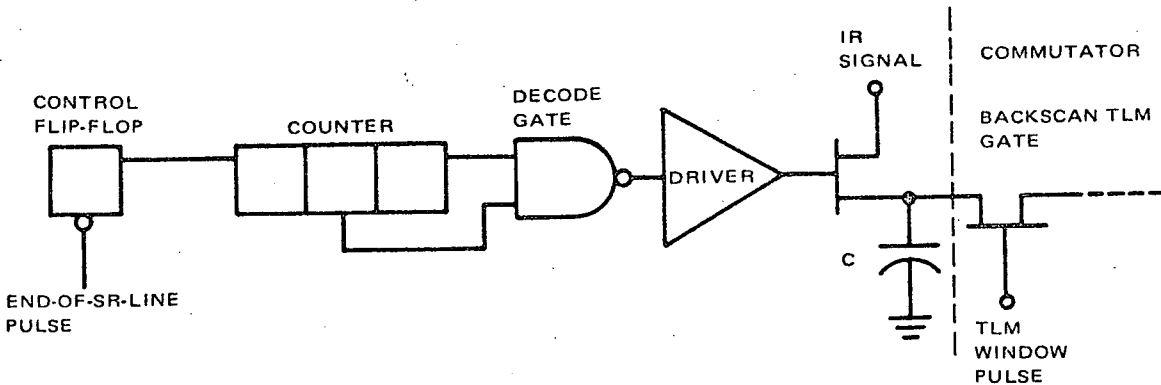 IR
SIGNAL
COMMUTATOR
CONTROL
FLIP-FLOP
COUNTER
DECODE
GATE
BACKSCAN TLM
GATE
DRIVER
C
END-OF-SR-LINE
PULSE
TLM
WINDOW
PULSE